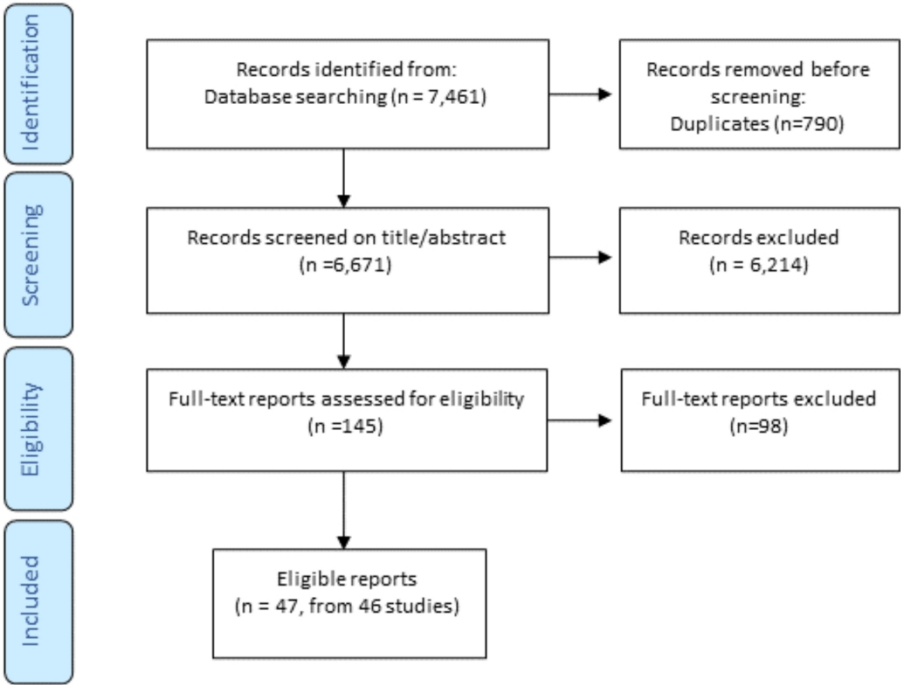 Identification
Records identified from:
Database searching (n = 7,461)
Records removed before
screening:
Duplicates (n=790)
Screening
Records screened on title/abstract
(n =6,671)
Records excluded
(n = 6,214)
Eligibility
Full-text reports assessed for eligibility
(n =145)
Full-text reports excluded
(n=98)
Included
Eligible reports
(n = 47, from 46 studies)